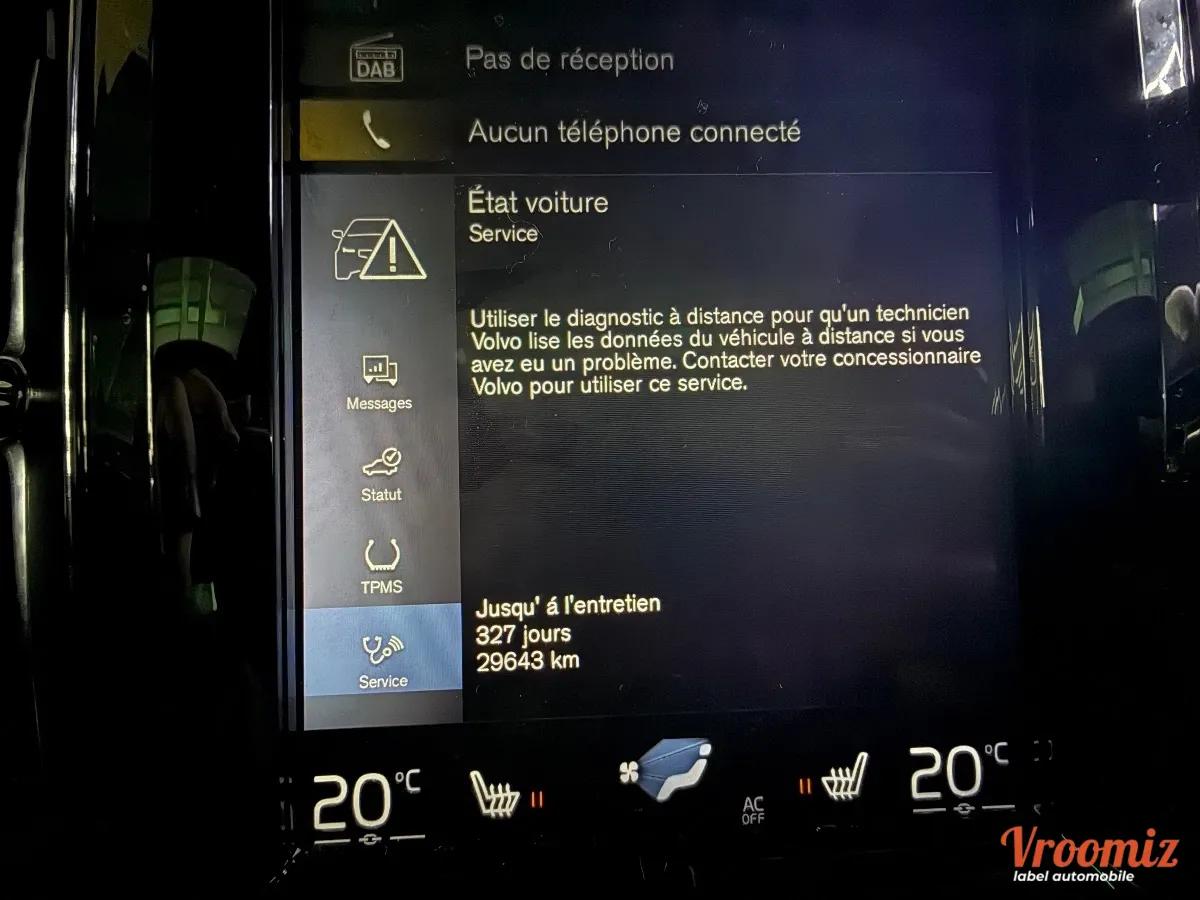 DAB
Pas de réception
Aucun téléphone connecté
État voiture
Service
Utiliser le diagnostic à distance pour qu'un technicien
Volvo lise les données du véhicule à distance si vous
avez eu un problème. Contacter votre concessionnaire
Volvo pour utiliser ce service.
Messages
Statut
TPMS
Service
Jusqu' á l'entretien
327 jours
29643 km
20°C
AC
OFF
20°C
Vroomiz
label automobile